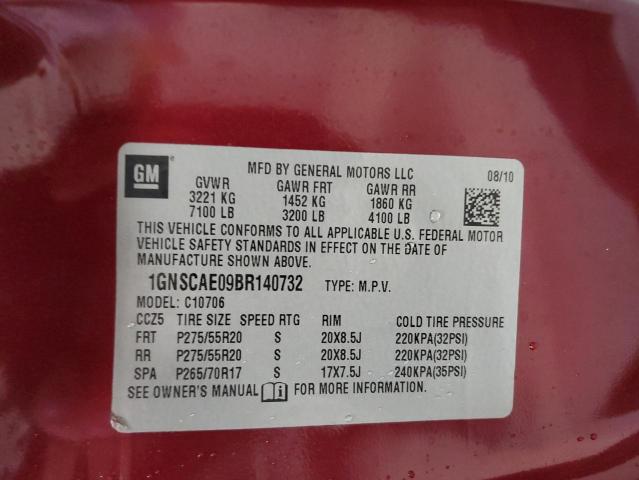 GM
MFD BY GENERAL MOTORS LLC
08/10
GVWR GAWR FRT GAWR RR
3221 KG 1452 KG 1860 KG
7100 LB 3200 LB 4100 LB
THIS VEHICLE CONFORMS TO ALL APPLICABLE U.S. FEDERAL MOTOR
VEHICLE SAFETY STANDARDS IN EFFECT ON THE DATE OF
MANUFACTURE SHOWN ABOVE.
1GNSCAE09BR140732 TYPE: M.P.V.
MODEL: C10706
CCZ5 TIRE SIZE SPEED RTG RIM COLD TIRE PRESSURE
FRT P275/55R20 S 20X8.5J 220KPA(32PSI)
RR P275/55R20 S 20X8.5J 220KPA(32PSI)
SPA P265/70R17 S 17X7.5J 240KPA(35PSI)
SEE OWNER'S MANUAL FOR MORE INFORMATION.